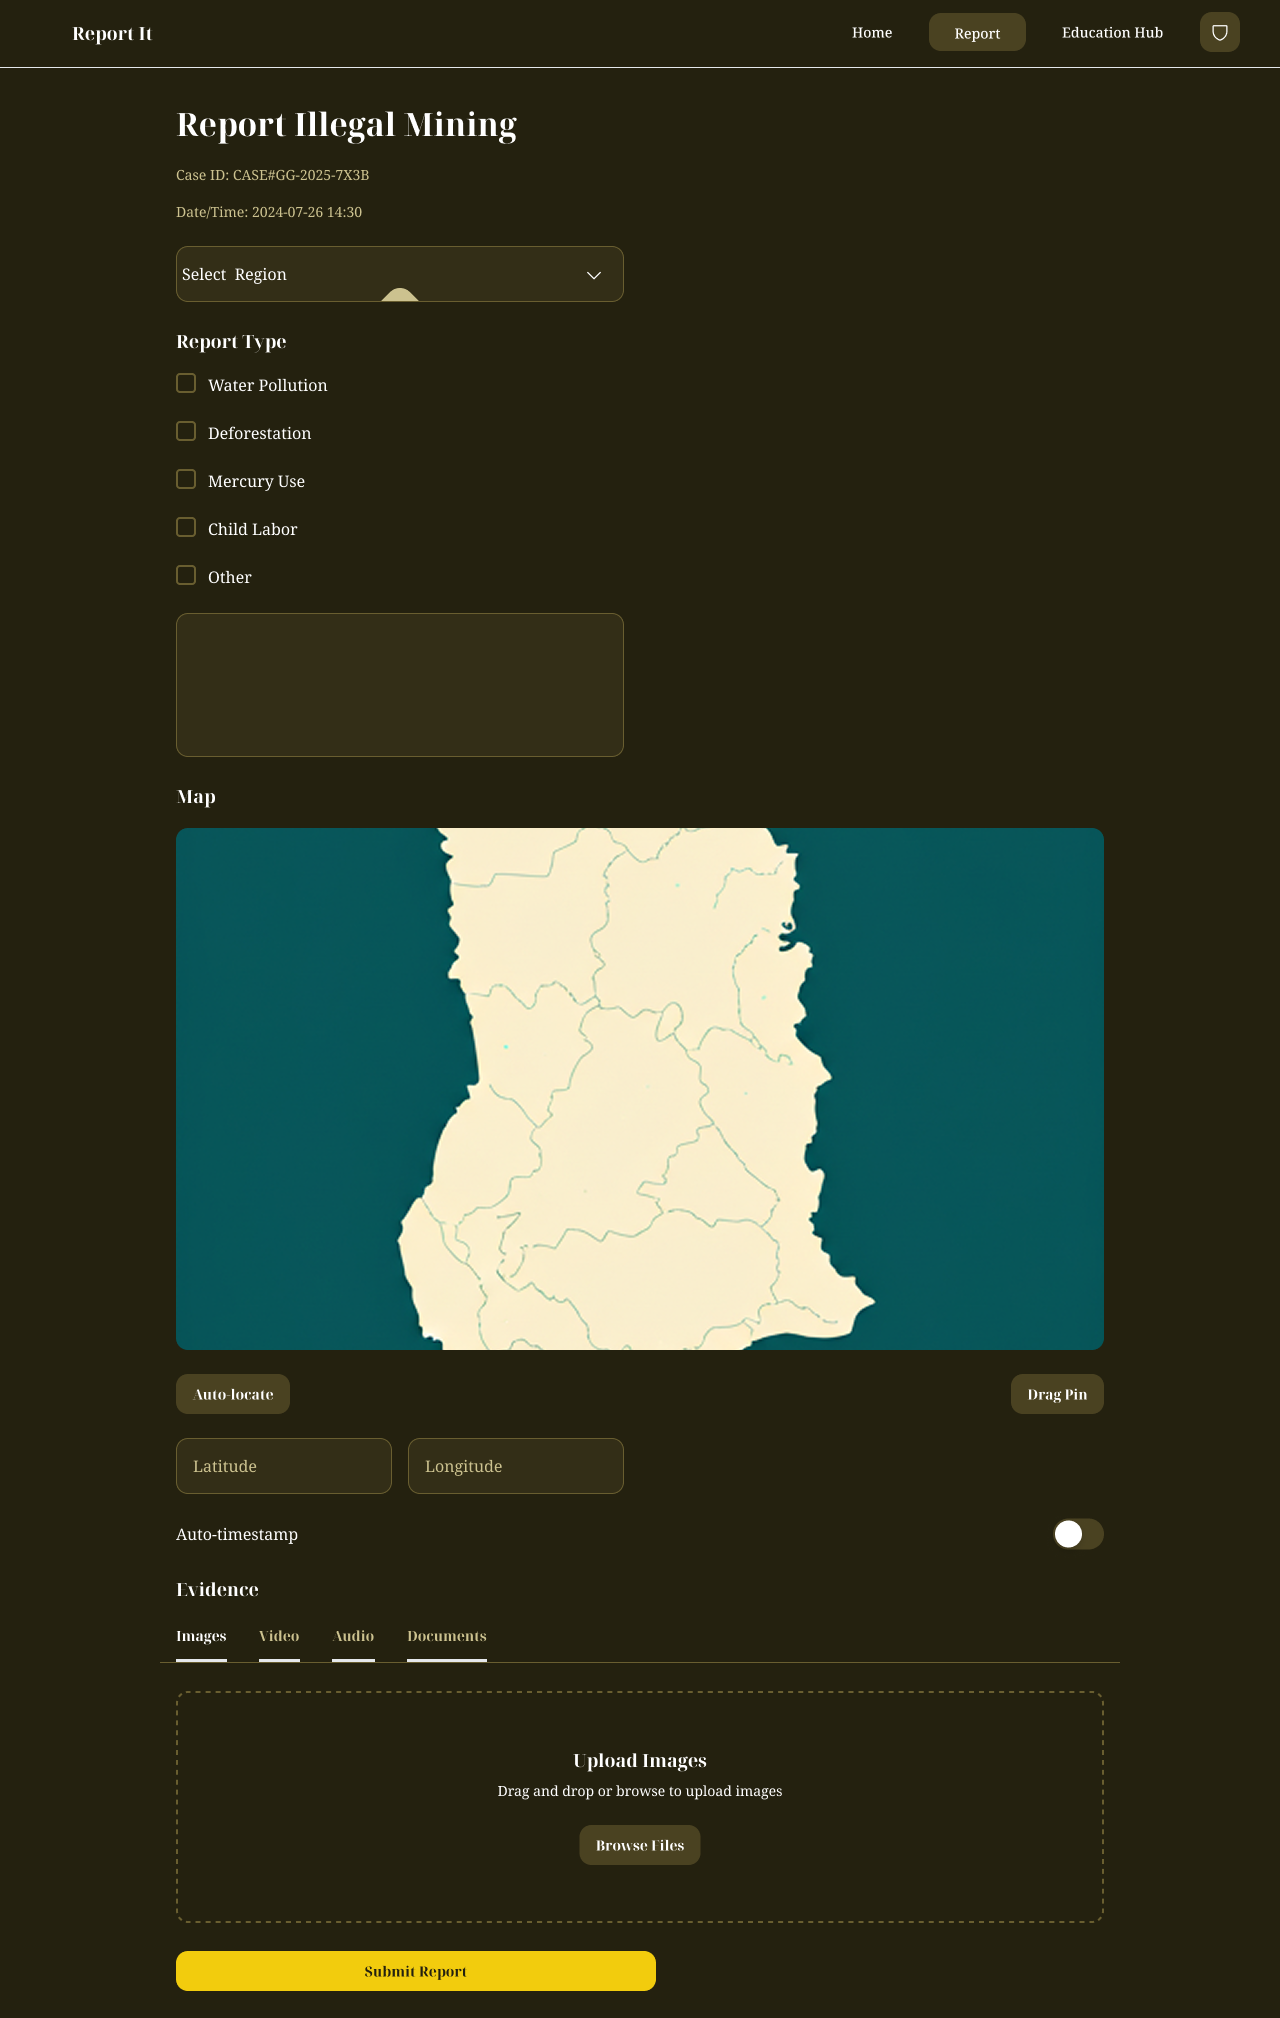 Report It
Home
Report
Education Hub
Report Illegal Mining
Case ID: CASE#GG-2025-7X3B
Date/Time: 2024-07-26 14:30
Select Region
Report Type
Water Pollution
Deforestation
Mercury Use
Child Labor
Other
Map
Auto-locate
Drag Pin
Latitude
Longitude
Auto-timestamp
Evidence
Images
Video
Audio
Documents
Upload Images
Drag and drop or browse to upload images
Browse Files
Submit Report